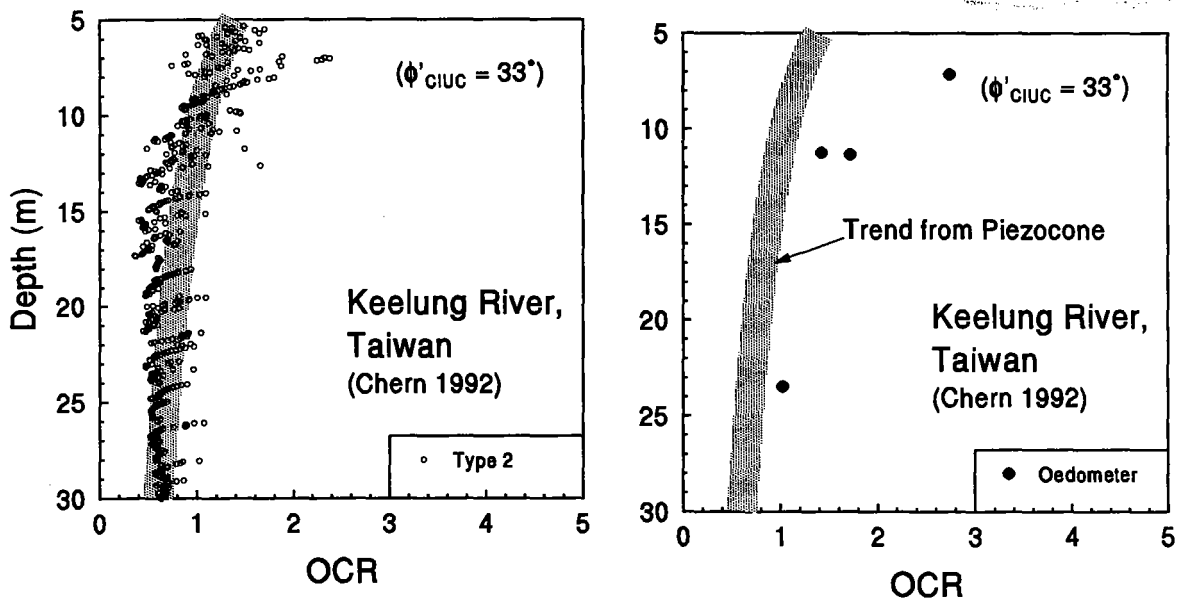 5
10
15
20
25
30
Depth (m)
0 1 2 3 4 5
OCR
(ϕ'CIUC = 33°)
Keelung River,
Taiwan
(Chern 1992)
Type 2
5
10
15
20
25
30
0 1 2 3 4 5
OCR
(ϕ'CIUC = 33°)
Trend from Piezocone
Keelung River,
Taiwan
(Chern 1992)
Oedometer